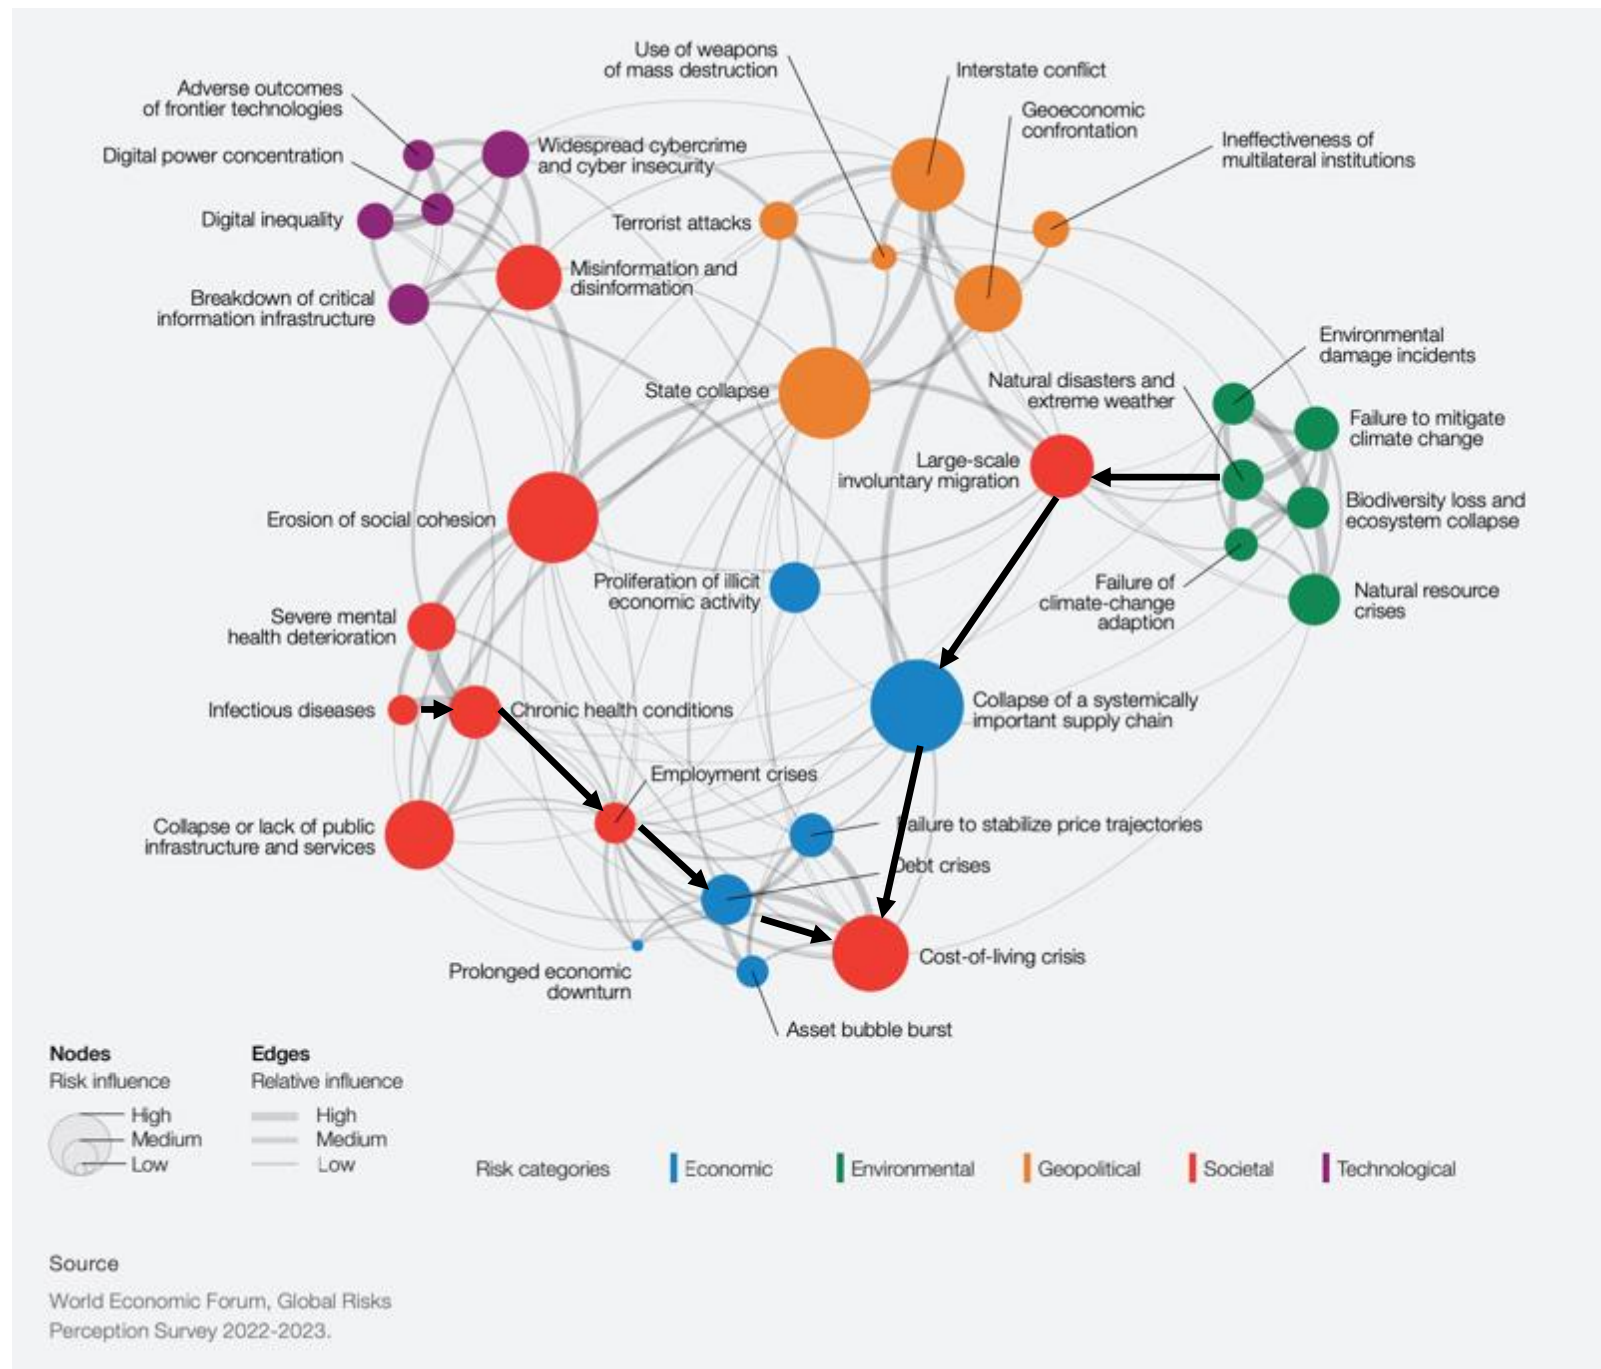 Use of weapons
of mass destruction
Interstate conflict
Adverse outcomes
of frontier technologies
Geoeconomic
confrontation
Ineffectiveness of
multilateral institutions
Digital power concentration
Widespread cybercrime
and cyber insecurity
Digital inequality
Terrorist attacks
Misinformation and
disinformation
Breakdown of critical
information infrastructure
Environmental
damage incidents
State collapse
Natural disasters and
extreme weather
Failure to mitigate
climate change
Large-scale
involuntary migration
Biodiversity loss and
ecosystem collapse
Erosion of social cohesion
Proliferation of illicit
economic activity
Failure of
climate-change
adaption
Natural resource
crises
Severe mental
health deterioration
Infectious diseases
Chronic health conditions
Collapse of a systemically
important supply chain
Employment crises
Collapse or lack of public
infrastructure and services
Failure to stabilize price trajectories
Debt crises
Cost-of-living crisis
Prolonged economic
downturn
Asset bubble burst
Nodes
Risk influence
High
Medium
Low
Edges
Relative influence
High
Medium
Low
Risk categories
Economic
Environmental
Geopolitical
Societal
Technological
Source
World Economic Forum, Global Risks
Perception Survey 2022-2023.